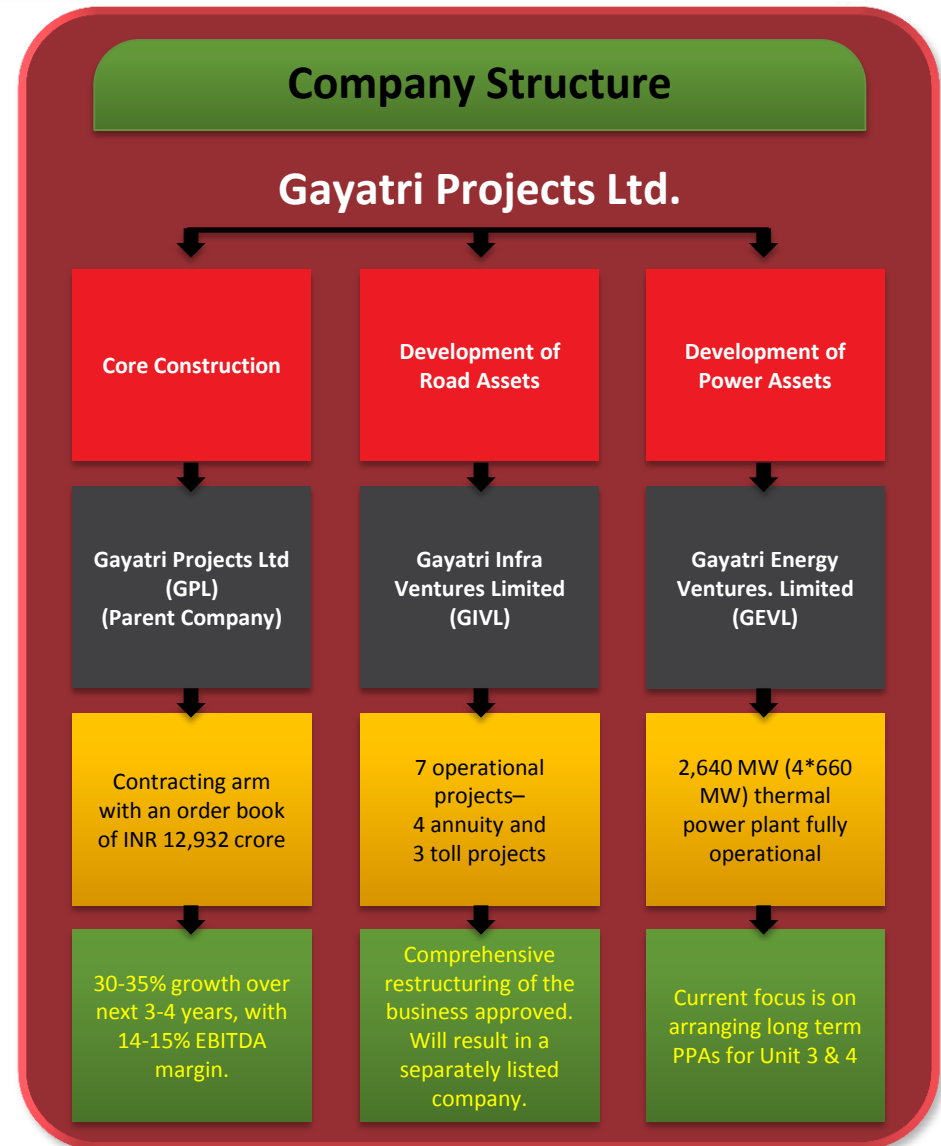 Company Structure
Gayatri Projects Ltd.
Core Construction
Development of
Road Assets
Development of
Power Assets
Gayatri Projects Ltd
(GPL)
(Parent Company)
Gayatri Infra
Ventures Limited
(GIVL)
Gayatri Energy
Ventures. Limited
(GEVL)
Contracting arm
with an order book
of INR 12,932 crore
7 operational
projects–
4 annuity and
3 toll projects
2,640 MW (4*660
MW) thermal
power plant fully
operational
30-35% growth over
next 3-4 years, with
14-15% EBITDA
margin.
Comprehensive
restructuring of the
business approved.
Will result in a
separately listed
company.
Current focus is on
arranging long term
PPAs for Unit 3 & 4